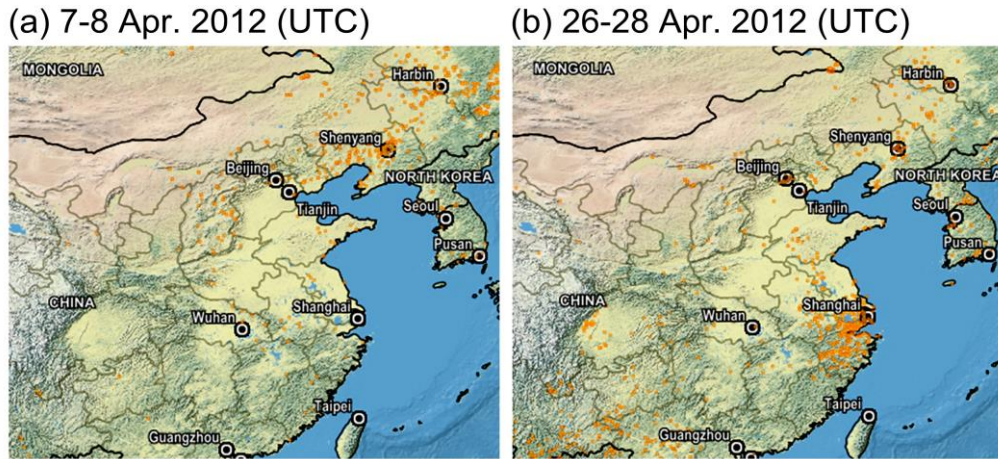 (a) 7-8 Apr. 2012 (UTC)
MONGOLIA
Harbin
Shenyang
Beijing
NORTH KOREA
Tianjin
Seoul
Pusan
CHINA
Shanghai
Wuhan
Taipei
Guangzhou
(b) 26-28 Apr. 2012 (UTC)
MONGOLIA
Harbin
Shenyang
Beijing
NORTH KOREA
Tianjin
Seoul
Pusan
CHINA
Shanghai
Wuhan
Taipei
Guangzhou